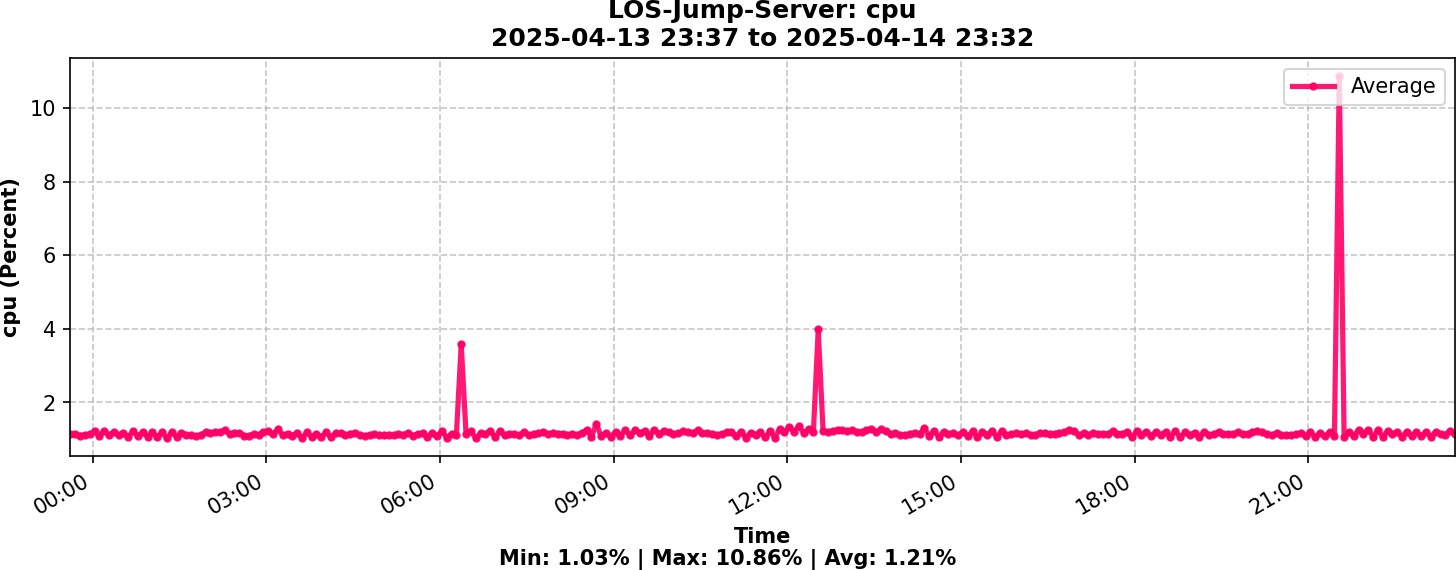 LOS-Jump-Server: cpu
2025-04-13 23:37 to 2025-04-14 23:32
Average
cpu (Percent)
10
8
6
4
2
00:00
03:00
06:00
09:00
12:00
15:00
18:00
21:00
Time
Min: 1.03% | Max: 10.86% | Avg: 1.21%